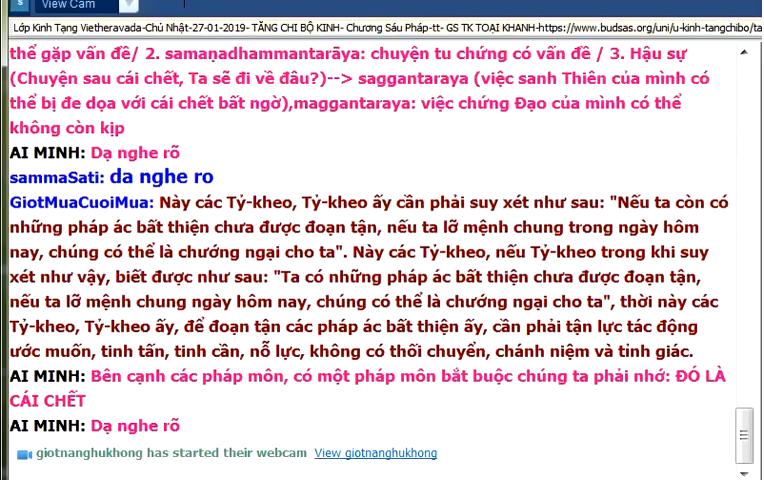 View Cam
Lớp Kinh Tạng Vietheravada-Chủ Nhật-27-01-2019- TĂNG CHI BỘ KINH- Chương Sáu Pháp-tt- GS TK TOẠI KHANH-https://www.budsas.org/uni/u-kinh-tangchibo/ta
thể gặp vấn đề/ 2. samaṇadhammantarāya: chuyện tu chứng có vấn đề / 3. Hậu sự
(Chuyện sau cái chết, Ta sẽ đi về đâu?)--> saggantaraya (việc sanh Thiên của mình có
thể bị đe dọa với cái chết bất ngờ),maggantaraya: việc chứng Đạo của mình có thể
không còn kịp
AI MINH: Dạ nghe rõ
sammaSati: da nghe ro
GiotMuaCuoiMua: Này các Tỷ-kheo, Tỷ-kheo ấy cần phải suy xét như sau: "Nếu ta còn có
những pháp ác bất thiện chưa được đoạn tận, nếu ta lỡ mệnh chung trong ngày hôm
nay, chúng có thể là chướng ngại cho ta". Này các Tỷ-kheo, nếu Tỷ-kheo trong khi suy
xét như vậy, biết được như sau: "Ta có những pháp ác bất thiện chưa được đoạn tận,
nếu ta lỡ mệnh chung ngày hôm nay, chúng có thể là chướng ngại cho ta", thời này các
Tỷ-kheo, Tỷ-kheo ấy, để đoạn tận các pháp ác bất thiện ấy, cần phải tận lực tác động
ước muốn, tinh tấn, tinh cần, nỗ lực, không có thối chuyển, chánh niệm và tỉnh giác.
AI MINH: Bên cạnh các pháp môn, có một pháp môn bắt buộc chúng ta phải nhớ: ĐÓ LÀ
CÁI CHẾT
AI MINH: Dạ nghe rõ
giotnanghukhong has started their webcam View giotnanghukhong